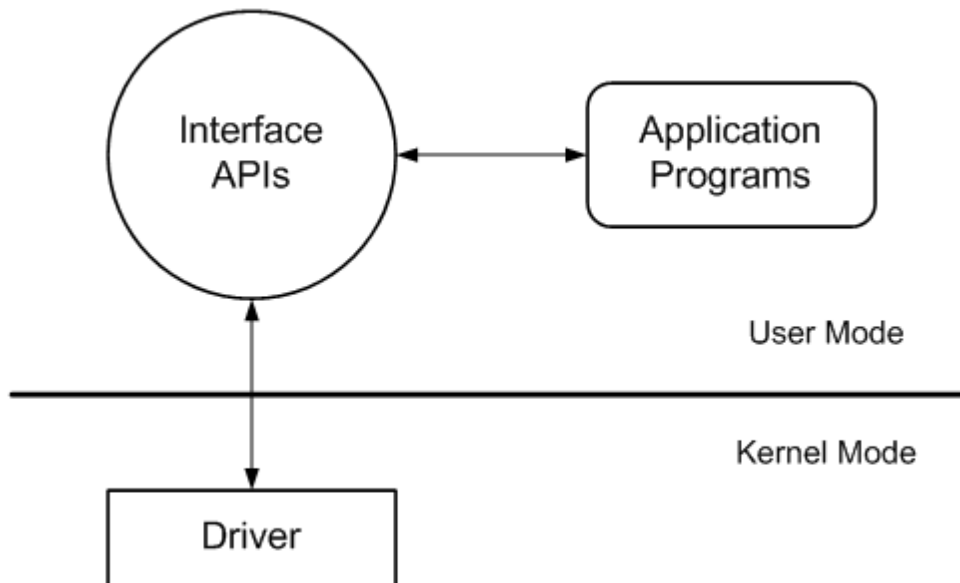 Interface
APIs
Application
Programs
User Mode
Kernel Mode
Driver